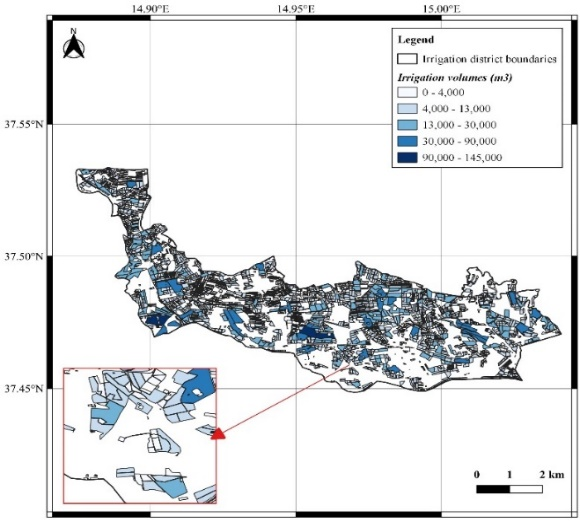 14.90°E 14.95°E 15.00°E
N
Legend
Irrigation district boundaries
Irrigation volumes (m3)
0 - 4,000
4,000 - 13,000
13,000 - 30,000
30,000 - 90,000
90,000 - 145,000
37.55°N
37.50°N
37.45°N
0 1 2 km